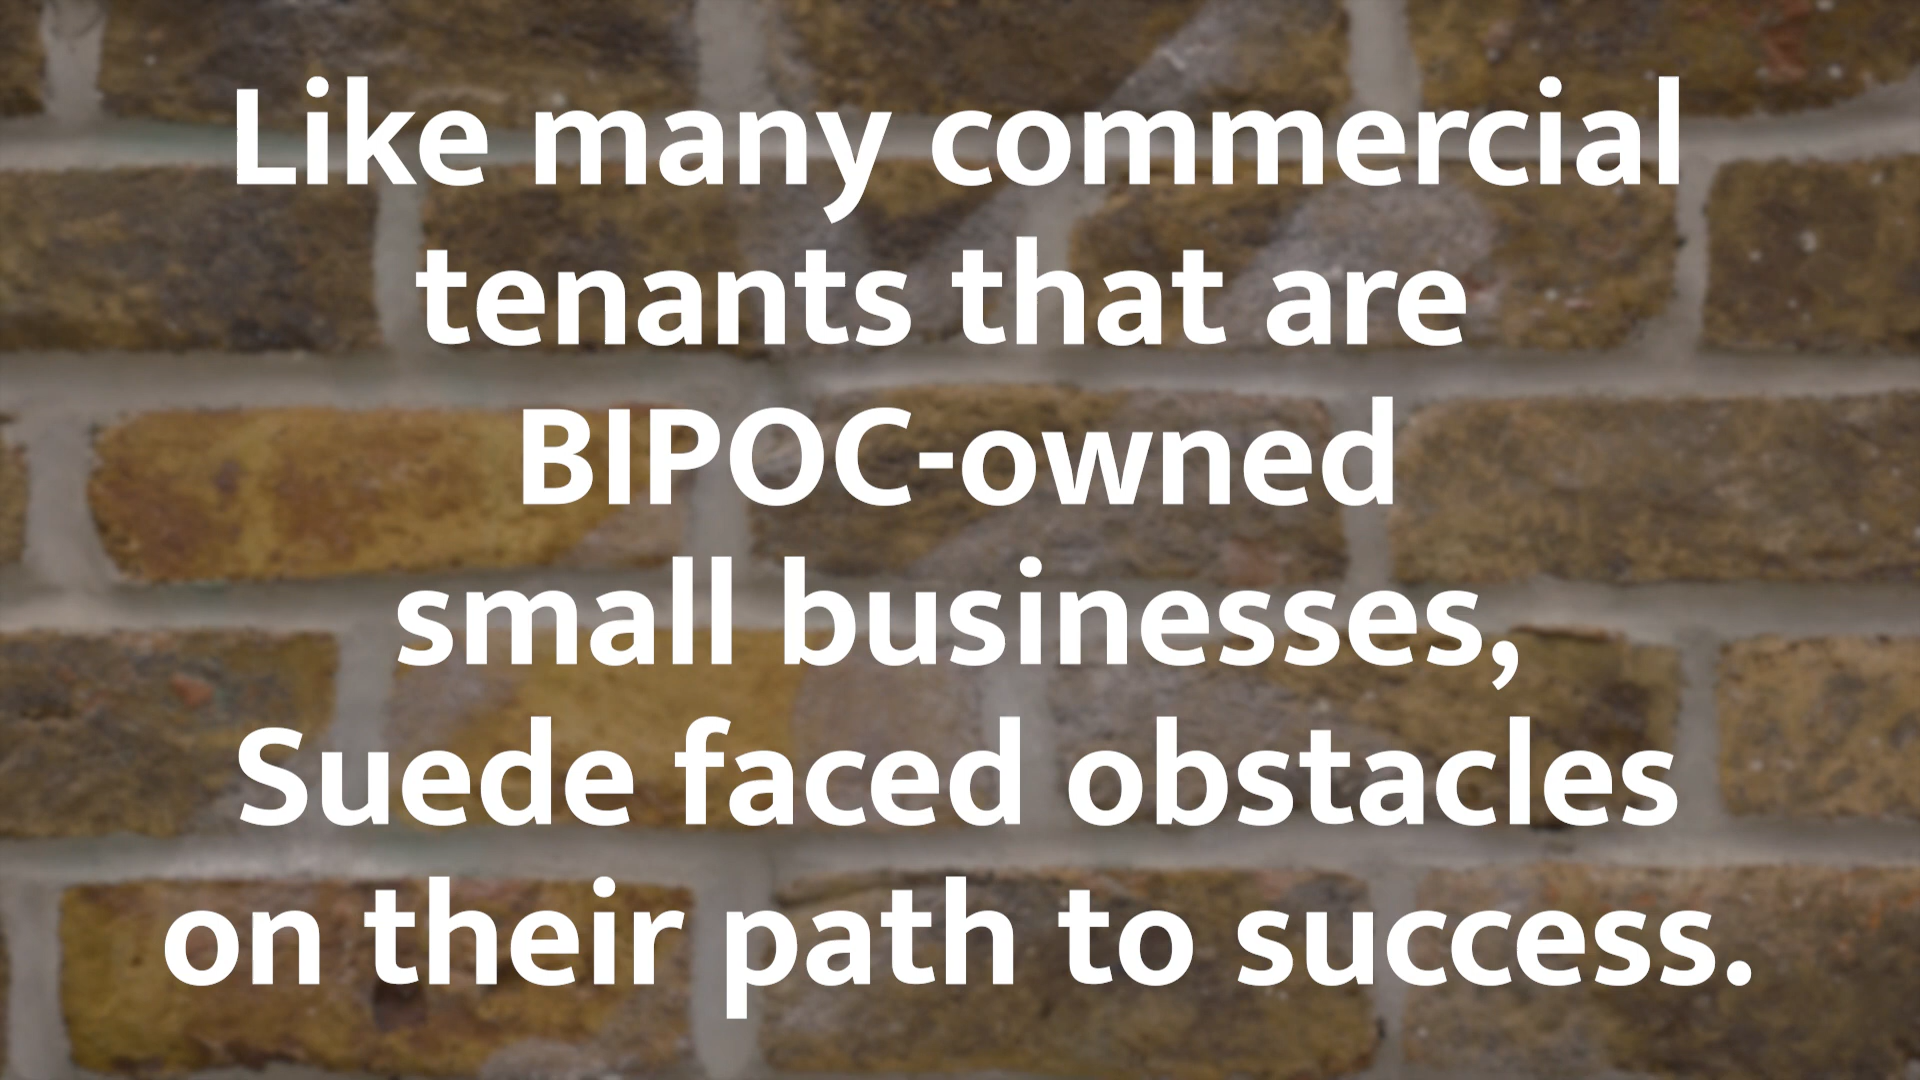 Like many commercial
tenants that are
BIPOC-owned
small businesses,
Suede faced obstacles
on their path to success.